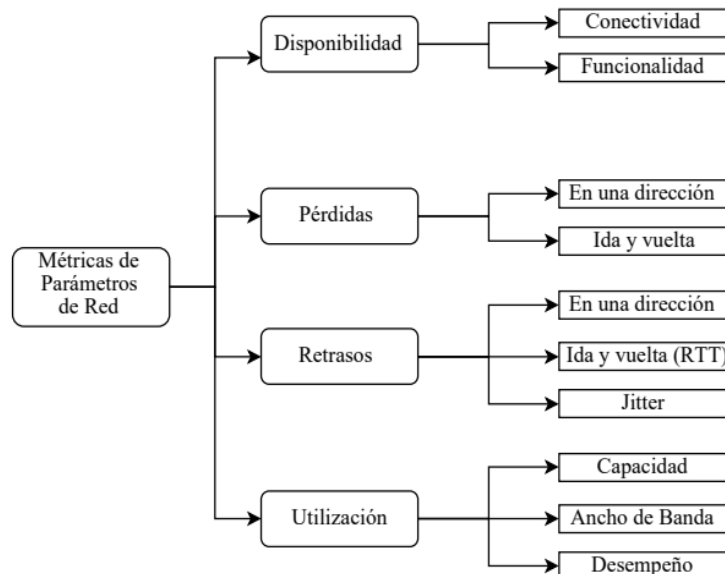 Métricas de
Parámetros
de Red
Disponibilidad
Conectividad
Funcionalidad
Pérdidas
En una dirección
Ida y vuelta
Retrasos
En una dirección
Ida y vuelta (RTT)
Jitter
Utilización
Capacidad
Ancho de Banda
Desempeño